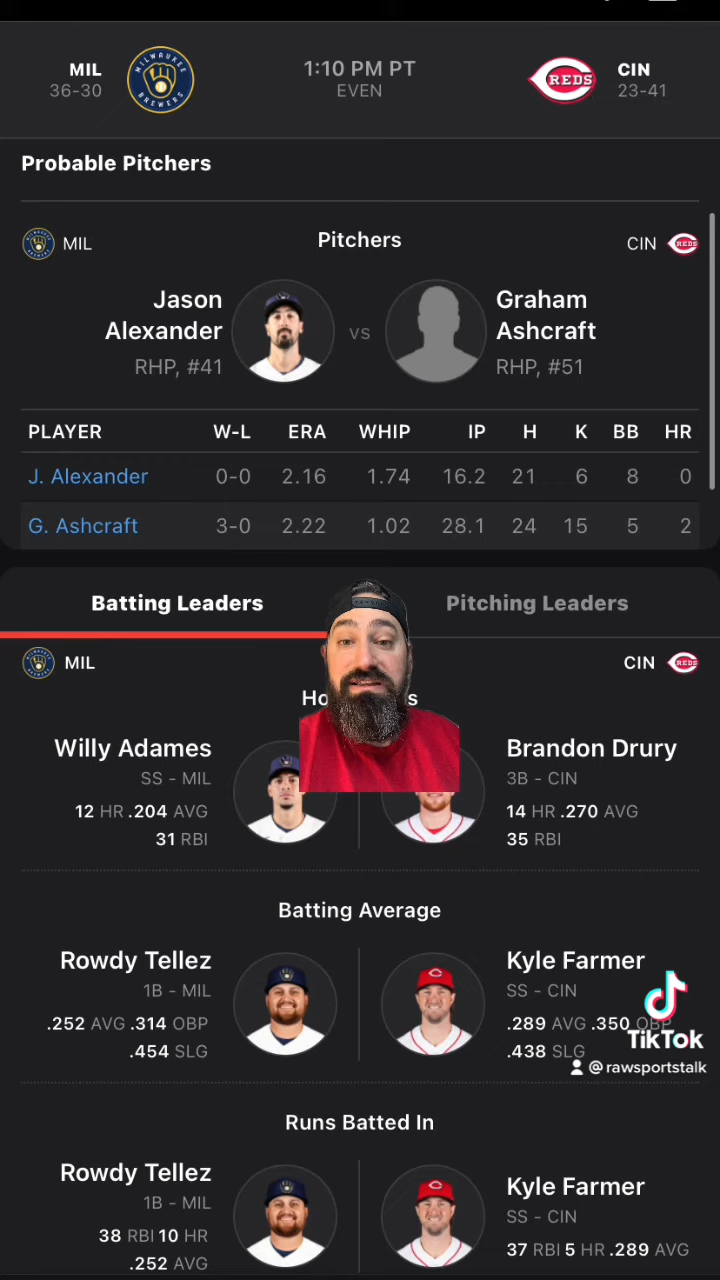 MIL
36-30
MILWAUKEE
BREWERS
1:10 PM PT
EVEN
REDS
CIN
23-41
Probable Pitchers
MIL
Pitchers
CIN
REDS
Jason
Alexander
RHP, #41
vs
Graham
Ashcraft
RHP, #51
PLAYER W-L ERA WHIP IP H K BB HR
J. Alexander 0-0 2.16 1.74 16.2 21 6 8 0
G. Ashcraft 3-0 2.22 1.02 28.1 24 15 5 2
Batting Leaders
Pitching Leaders
MIL
CIN
REDS
Willy Adames
SS - MIL
12 HR .204 AVG
31 RBI
Brandon Drury
3B - CIN
14 HR .270 AVG
35 RBI
Batting Average
Rowdy Tellez
1B - MIL
.252 AVG .314 OBP
.454 SLG
Kyle Farmer
SS - CIN
.289 AVG .350 OBP
.438 SLG
TikTok
@rawsportstalk
Runs Batted In
Rowdy Tellez
1B - MIL
38 RBI 10 HR
.252 AVG
Kyle Farmer
SS - CIN
37 RBI 5 HR .289 AVG